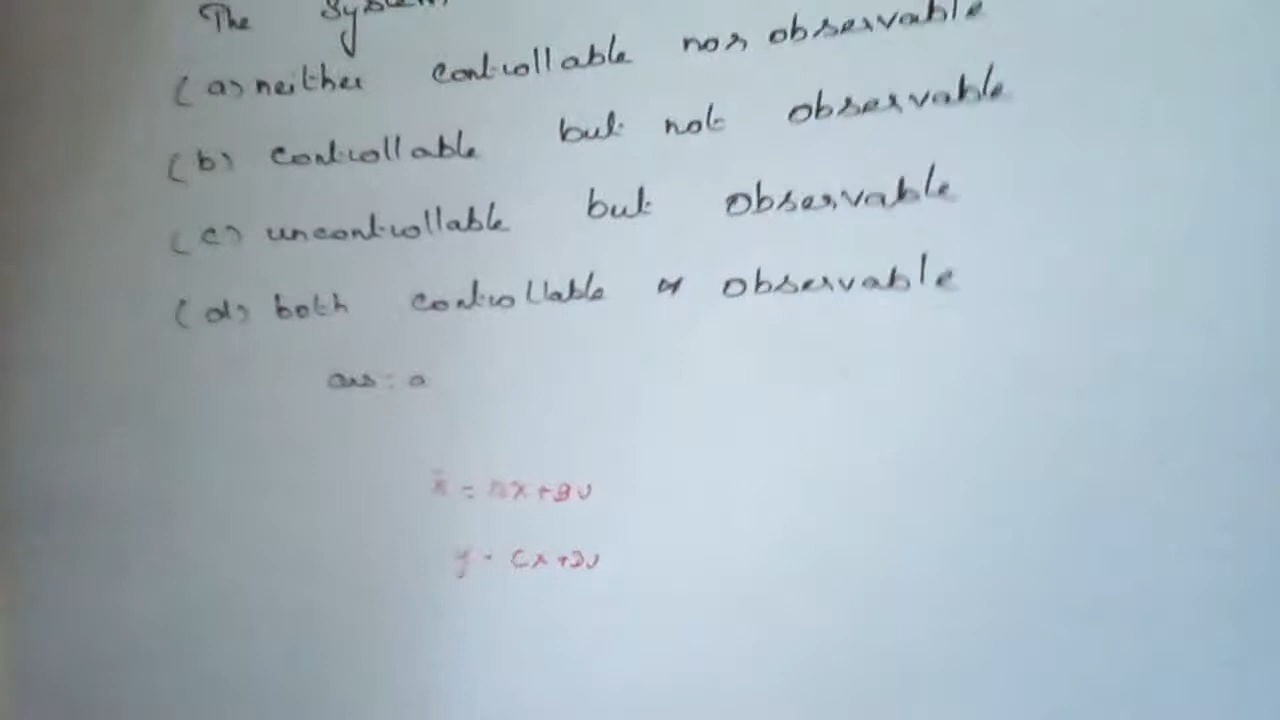 The system
(a) neither controllable nor observable
(b) controllable but not observable
(c) uncontrollable but observable
(d) both controllable & observable
ans: a
ẋ = Ax+BU
y = Cx+DU